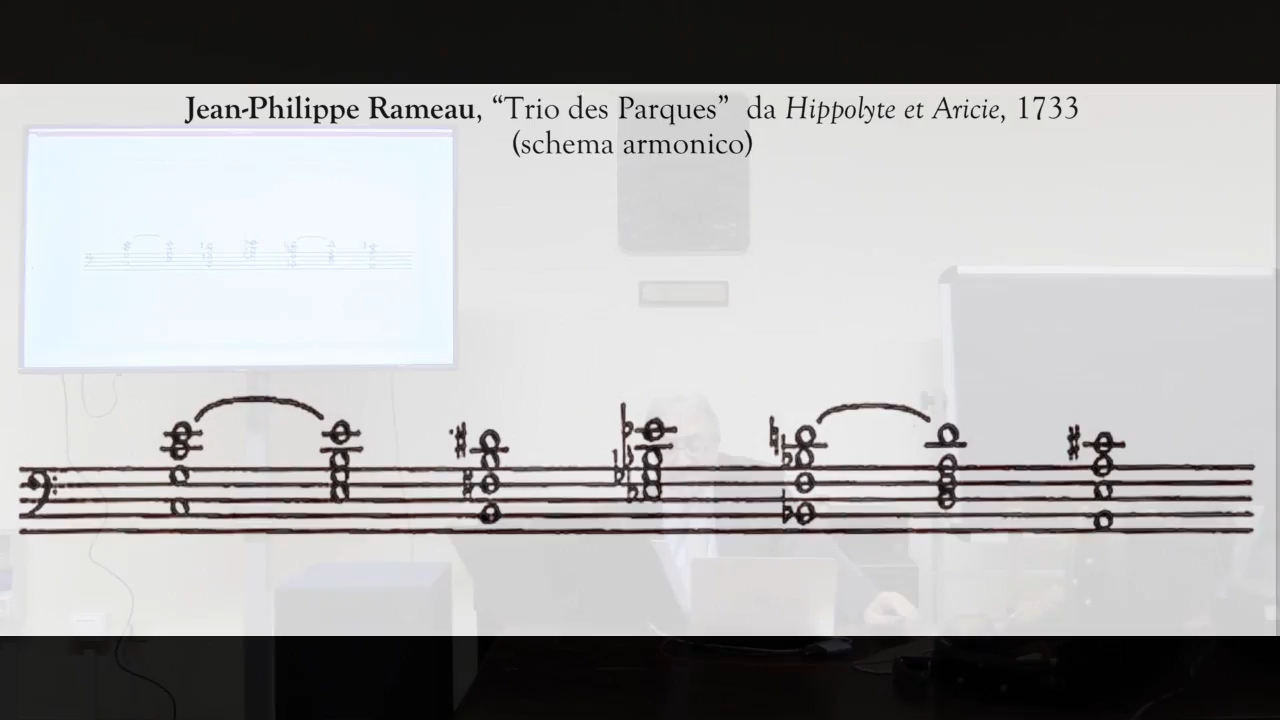 Jean-Philippe Rameau, “Trio des Parques” da Hippolyte et Aricie, 1733
(schema armonico)